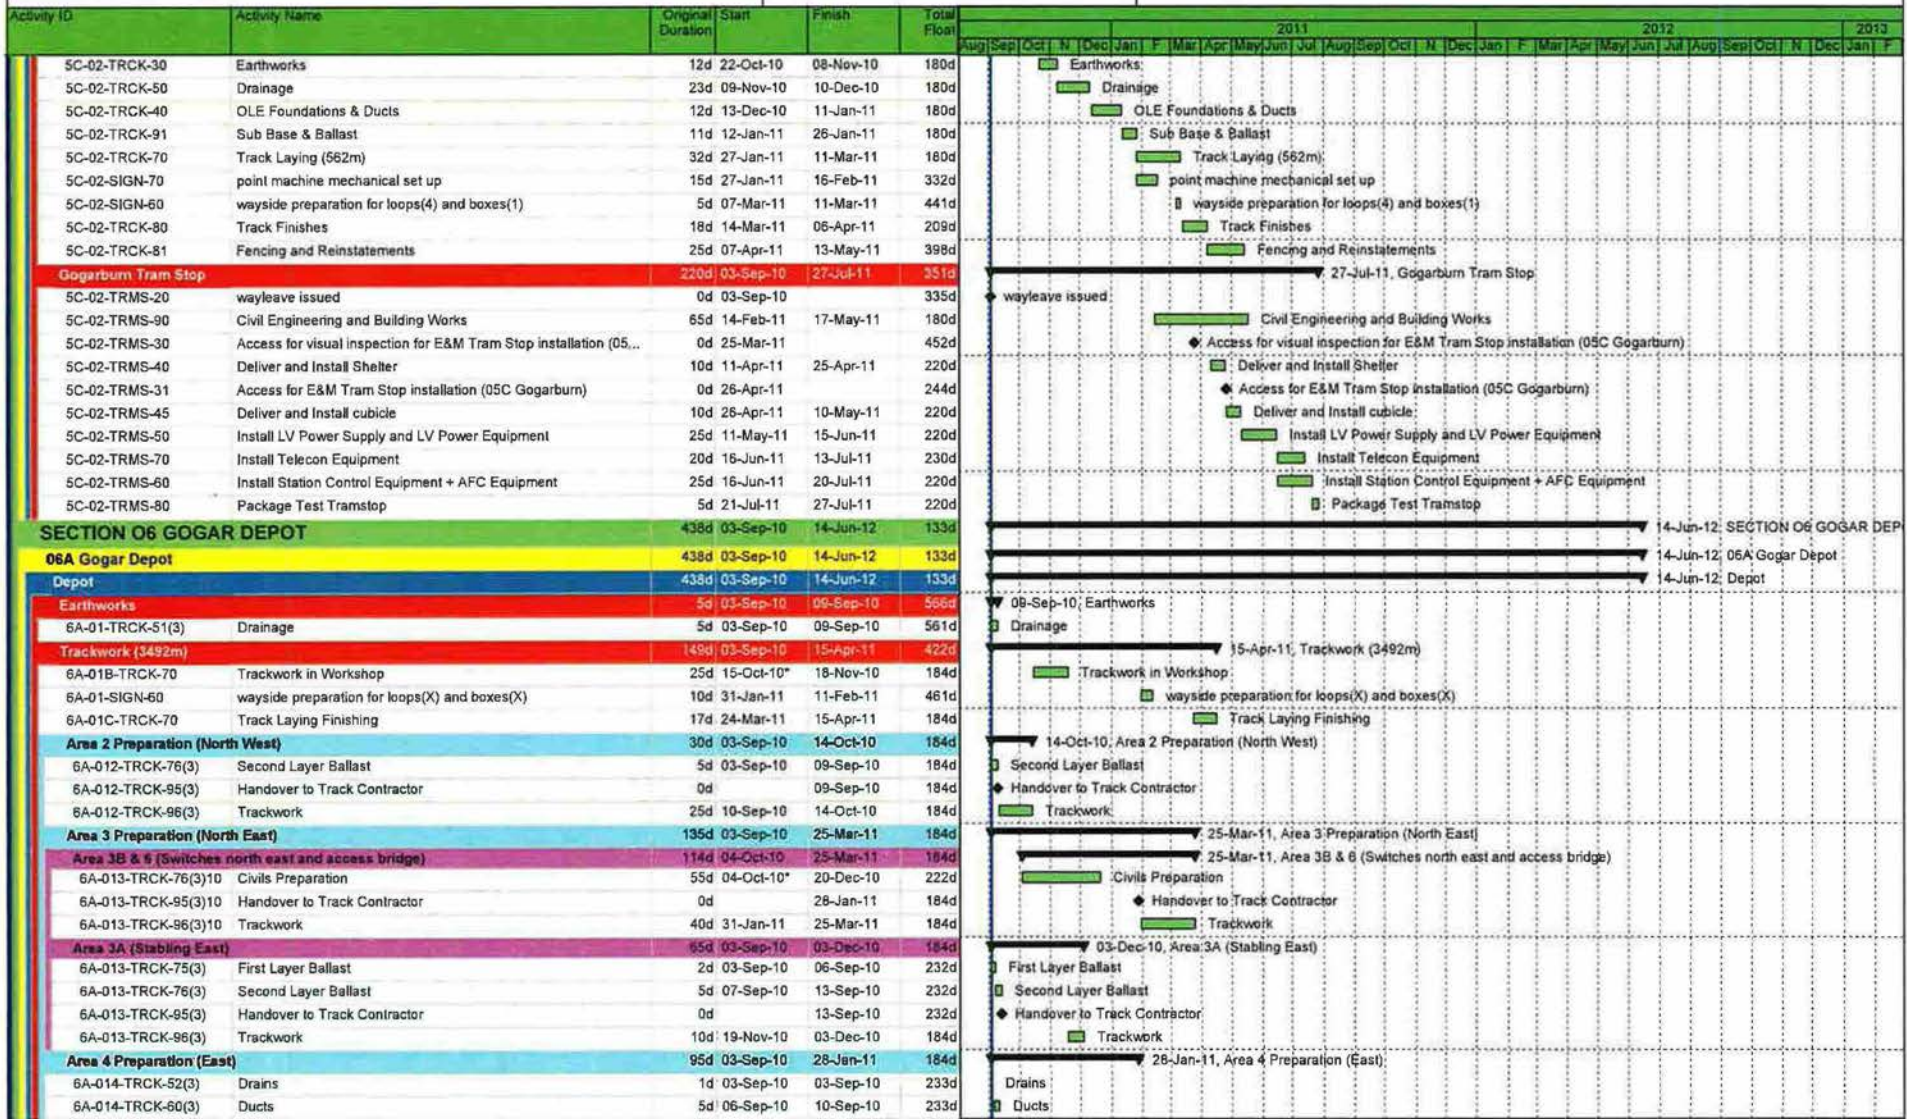 Activity ID Activity Name Original Duration Start Finish Total Float
2011 2012 2013
Aug Sep Oct N Dec Jan F Mar Apr May Jun Jul Aug Sep Oct N Dec Jan F Mar Apr May Jun Jul Aug Sep Oct N Dec Jan F
5C-02-TRCK-30 Earthworks 12d 22-Oct-10 08-Nov-10 180d Earthworks
5C-02-TRCK-50 Drainage 23d 09-Nov-10 10-Dec-10 180d Drainage
5C-02-TRCK-40 OLE Foundations & Ducts 12d 13-Dec-10 11-Jan-11 180d OLE Foundations & Ducts
5C-02-TRCK-91 Sub Base & Ballast 11d 12-Jan-11 26-Jan-11 180d Sub Base & Ballast
5C-02-TRCK-70 Track Laying (562m) 32d 27-Jan-11 11-Mar-11 180d Track Laying (562m)
5C-02-SIGN-70 point machine mechanical set up 15d 27-Jan-11 16-Feb-11 332d point machine mechanical set up
5C-02-SIGN-60 wayside preparation for loops(4) and boxes(1) 5d 07-Mar-11 11-Mar-11 441d wayside preparation for loops(4) and boxes(1)
5C-02-TRCK-80 Track Finishes 18d 14-Mar-11 06-Apr-11 209d Track Finishes
5C-02-TRCK-81 Fencing and Reinstatements 25d 07-Apr-11 13-May-11 398d Fencing and Reinstatements
Gogarburn Tram Stop 220d 03-Sep-10 27-Jul-11 351d 27-Jul-11, Gogarburn Tram Stop
5C-02-TRMS-20 wayleave issued 0d 03-Sep-10 335d wayleave issued
5C-02-TRMS-90 Civil Engineering and Building Works 65d 14-Feb-11 17-May-11 180d Civil Engineering and Building Works
5C-02-TRMS-30 Access for visual inspection for E&M Tram Stop installation (05... 0d 25-Mar-11 452d Access for visual inspection for E&M Tram Stop installation (05C Gogarburn)
5C-02-TRMS-40 Deliver and Install Shelter 10d 11-Apr-11 25-Apr-11 220d Deliver and Install Shelter
5C-02-TRMS-31 Access for E&M Tram Stop installation (05C Gogarburn) 0d 26-Apr-11 244d Access for E&M Tram Stop installation (05C Gogarburn)
5C-02-TRMS-45 Deliver and Install cubicle 10d 26-Apr-11 10-May-11 220d Deliver and Install cubicle
5C-02-TRMS-50 Install LV Power Supply and LV Power Equipment 25d 11-May-11 15-Jun-11 220d Install LV Power Supply and LV Power Equipment
5C-02-TRMS-70 Install Telecon Equipment 20d 16-Jun-11 13-Jul-11 230d Install Telecon Equipment
5C-02-TRMS-60 Install Station Control Equipment + AFC Equipment 25d 16-Jun-11 20-Jul-11 220d Install Station Control Equipment + AFC Equipment
5C-02-TRMS-80 Package Test Tramstop 5d 21-Jul-11 27-Jul-11 220d Package Test Tramstop
SECTION O6 GOGAR DEPOT 438d 03-Sep-10 14-Jun-12 133d 14-Jun-12, SECTION O6 GOGAR DEP
06A Gogar Depot 438d 03-Sep-10 14-Jun-12 133d 14-Jun-12, 06A Gogar Depot
Depot 438d 03-Sep-10 14-Jun-12 133d 14-Jun-12, Depot
Earthworks 5d 03-Sep-10 09-Sep-10 566d 09-Sep-10, Earthworks
6A-01-TRCK-51(3) Drainage 5d 03-Sep-10 09-Sep-10 561d Drainage
Trackwork (3492m) 149d 03-Sep-10 15-Apr-11 422d 15-Apr-11, Trackwork (3492m)
6A-01B-TRCK-70 Trackwork in Workshop 25d 15-Oct-10* 18-Nov-10 184d Trackwork in Workshop
6A-01-SIGN-60 wayside preparation for loops(X) and boxes(X) 10d 31-Jan-11 11-Feb-11 461d wayside preparation for loops(X) and boxes(X)
6A-01C-TRCK-70 Track Laying Finishing 17d 24-Mar-11 15-Apr-11 184d Track Laying Finishing
Area 2 Preparation (North West) 30d 03-Sep-10 14-Oct-10 184d 14-Oct-10, Area 2 Preparation (North West)
6A-012-TRCK-76(3) Second Layer Ballast 5d 03-Sep-10 09-Sep-10 184d Second Layer Ballast
6A-012-TRCK-95(3) Handover to Track Contractor 0d 09-Sep-10 184d Handover to Track Contractor
6A-012-TRCK-96(3) Trackwork 25d 10-Sep-10 14-Oct-10 184d Trackwork
Area 3 Preparation (North East) 135d 03-Sep-10 25-Mar-11 184d 25-Mar-11, Area 3 Preparation (North East)
Area 3B & 6 (Switches north east and access bridge) 114d 04-Oct-10 25-Mar-11 184d 25-Mar-11, Area 3B & 6 (Switches north east and access bridge)
6A-013-TRCK-76(3)10 Civils Preparation 55d 04-Oct-10* 20-Dec-10 222d Civils Preparation
6A-013-TRCK-95(3)10 Handover to Track Contractor 0d 28-Jan-11 184d Handover to Track Contractor
6A-013-TRCK-96(3)10 Trackwork 40d 31-Jan-11 25-Mar-11 184d Trackwork
Area 3A (Stabling East) 65d 03-Sep-10 03-Dec-10 184d 03-Dec-10, Area 3A (Stabling East)
6A-013-TRCK-75(3) First Layer Ballast 2d 03-Sep-10 06-Sep-10 232d First Layer Ballast
6A-013-TRCK-76(3) Second Layer Ballast 5d 07-Sep-10 13-Sep-10 232d Second Layer Ballast
6A-013-TRCK-95(3) Handover to Track Contractor 0d 13-Sep-10 232d Handover to Track Contractor
6A-013-TRCK-96(3) Trackwork 10d 19-Nov-10 03-Dec-10 184d Trackwork
Area 4 Preparation (East) 95d 03-Sep-10 28-Jan-11 184d 28-Jan-11, Area 4 Preparation (East)
6A-014-TRCK-52(3) Drains 1d 03-Sep-10 03-Sep-10 233d Drains
6A-014-TRCK-60(3) Ducts 5d 06-Sep-10 10-Sep-10 233d Ducts